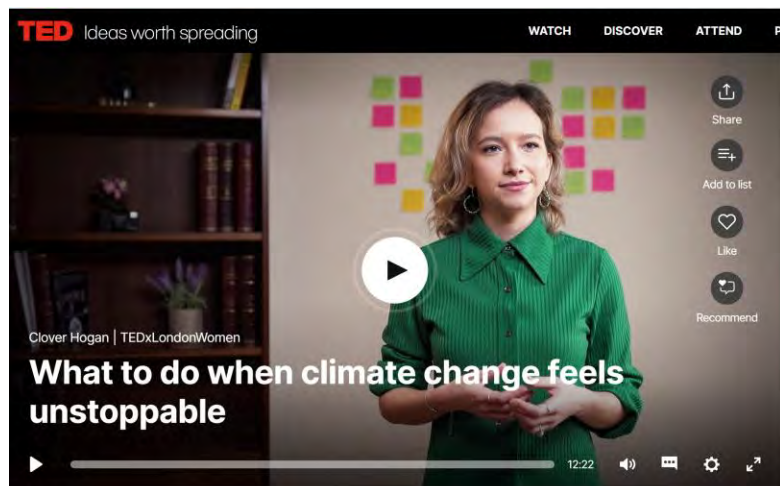 TED Ideas worth spreading
WATCH DISCOVER ATTEND P
Share
Add to list
Like
Recommend
Clover Hogan | TEDxLondonWomen
What to do when climate change feels
unstoppable
12:22